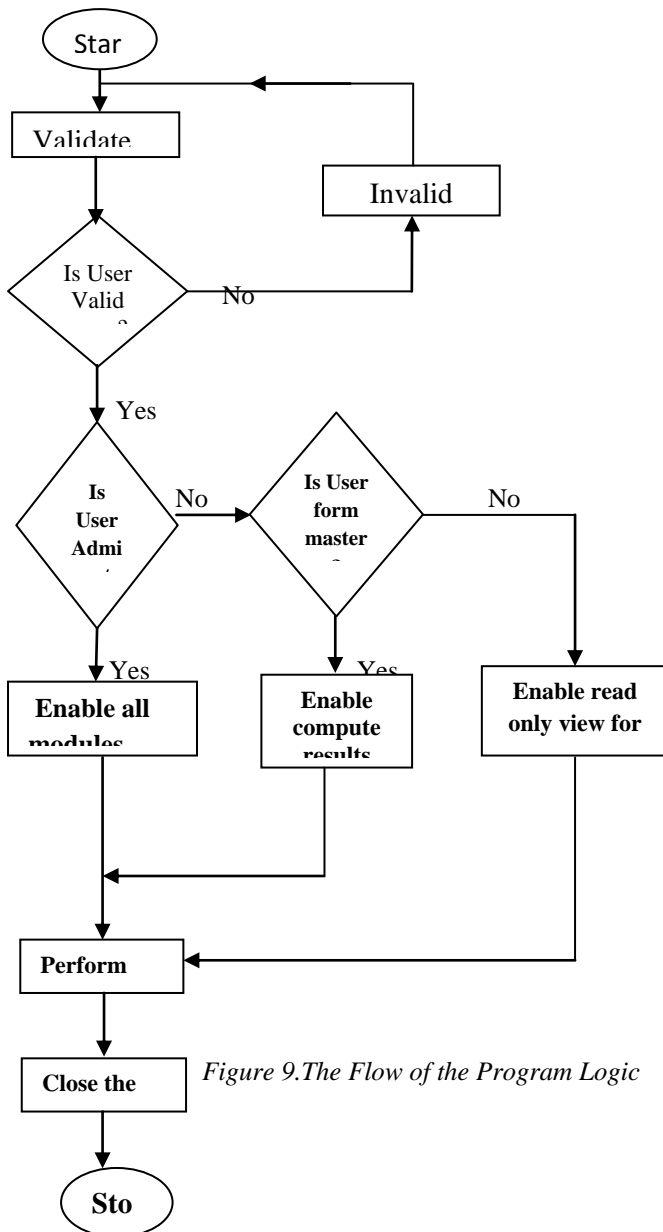 Star
Validate
Invalid
Is User
Valid
No
Yes
Is
User
Admi
No
Is User
form
master
No
Yes
Enable all
modules
Yes
Enable
compute
results
Enable read
only view for
Perform
Close the
Figure 9.The Flow of the Program Logic
Sto